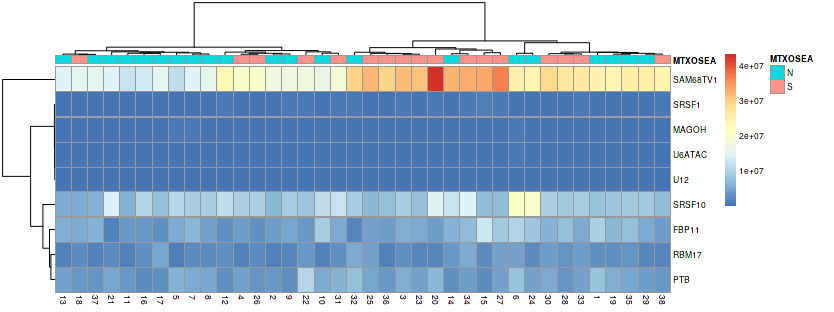 MTXOSEA
SAM68TV1
SRSF1
MAGOH
U6ATAC
U12
SRSF10
FBP11
RBM17
PTB
13 18 37 21 11 16 17 5 7 8 12 4 26 2 9 22 10 31 32 25 36 3 23 20 14 34 15 27 6 24 30 28 33 1 19 35 29 38
4e+07
3e+07
2e+07
1e+07
MTXOSEA
N
S